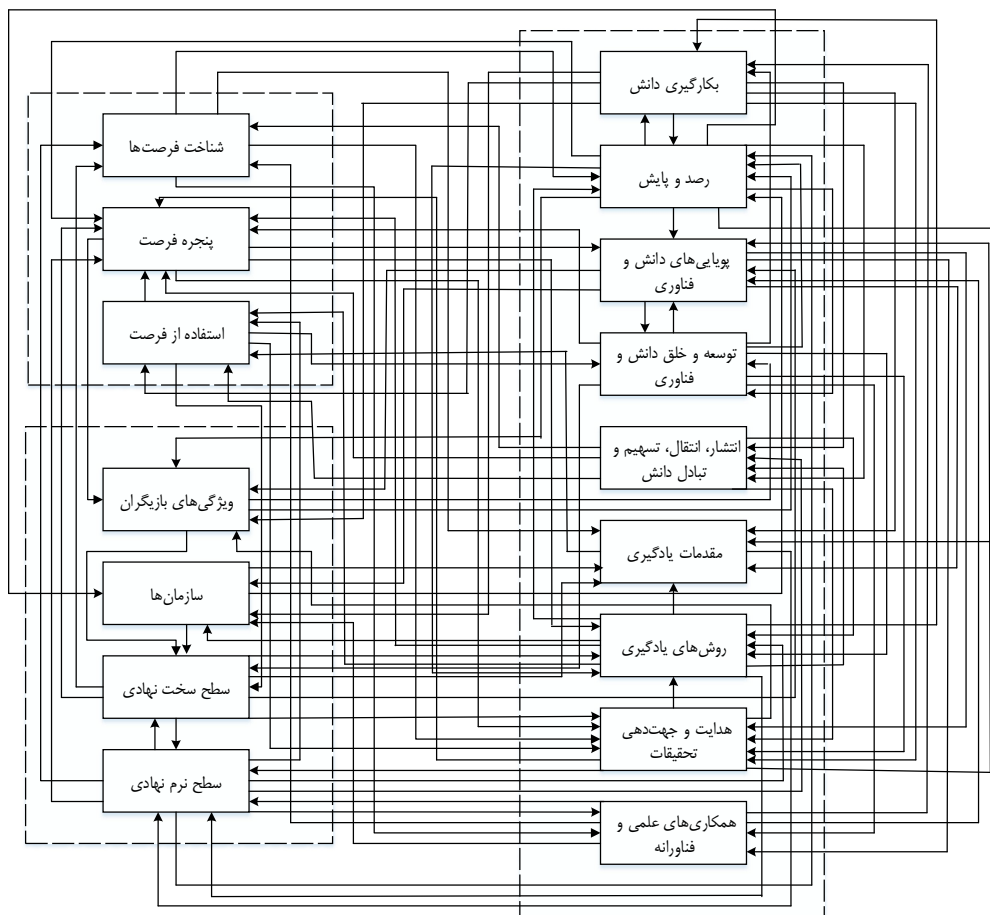 بکارگیری دانش
رصد و پایش
پویایی‌های دانش و
فناوری
توسعه و خلق دانش و
فناوری
انتشار، انتقال، تسهیم و
تبادل دانش
مقدمات یادگیری
روش‌های یادگیری
هدایت و جهت‌دهی
تحقیقات
همکاری‌های علمی و
فناورانه
شناخت فرصت‌ها
پنجره فرصت
استفاده از فرصت
ویژگی‌های بازیگران
سازمان‌ها
سطح سخت نهادی
سطح نرم نهادی